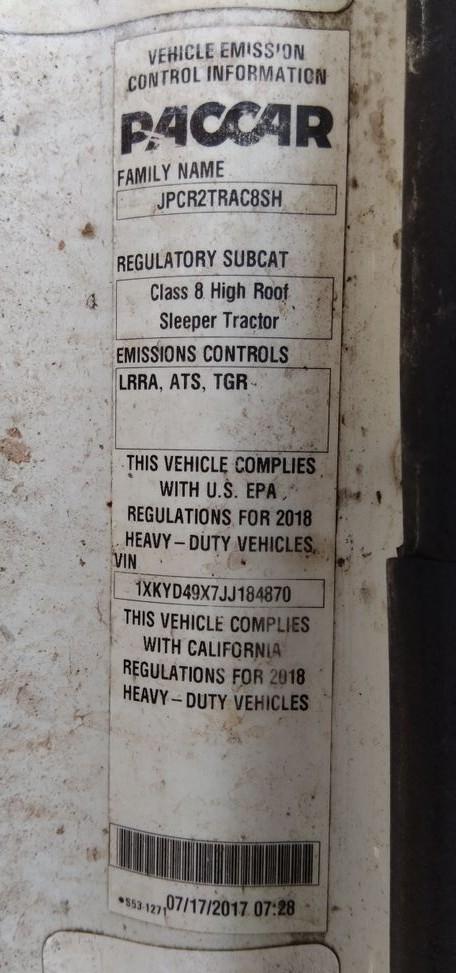 VEHICLE EMISSION
CONTROL INFORMATION
PACCAR
FAMILY NAME
JPCR2TRAC8SH
REGULATORY SUBCAT
Class 8 High Roof
Sleeper Tractor
EMISSIONS CONTROLS
LRRA, ATS, TGR
THIS VEHICLE COMPLIES
WITH U.S. EPA
REGULATIONS FOR 2018
HEAVY-DUTY VEHICLES.
VIN
1XKYD49X7JJ184870
THIS VEHICLE COMPLIES
WITH CALIFORNIA
REGULATIONS FOR 2018
HEAVY-DUTY VEHICLES
*S53-1271 07/17/2017 07:28